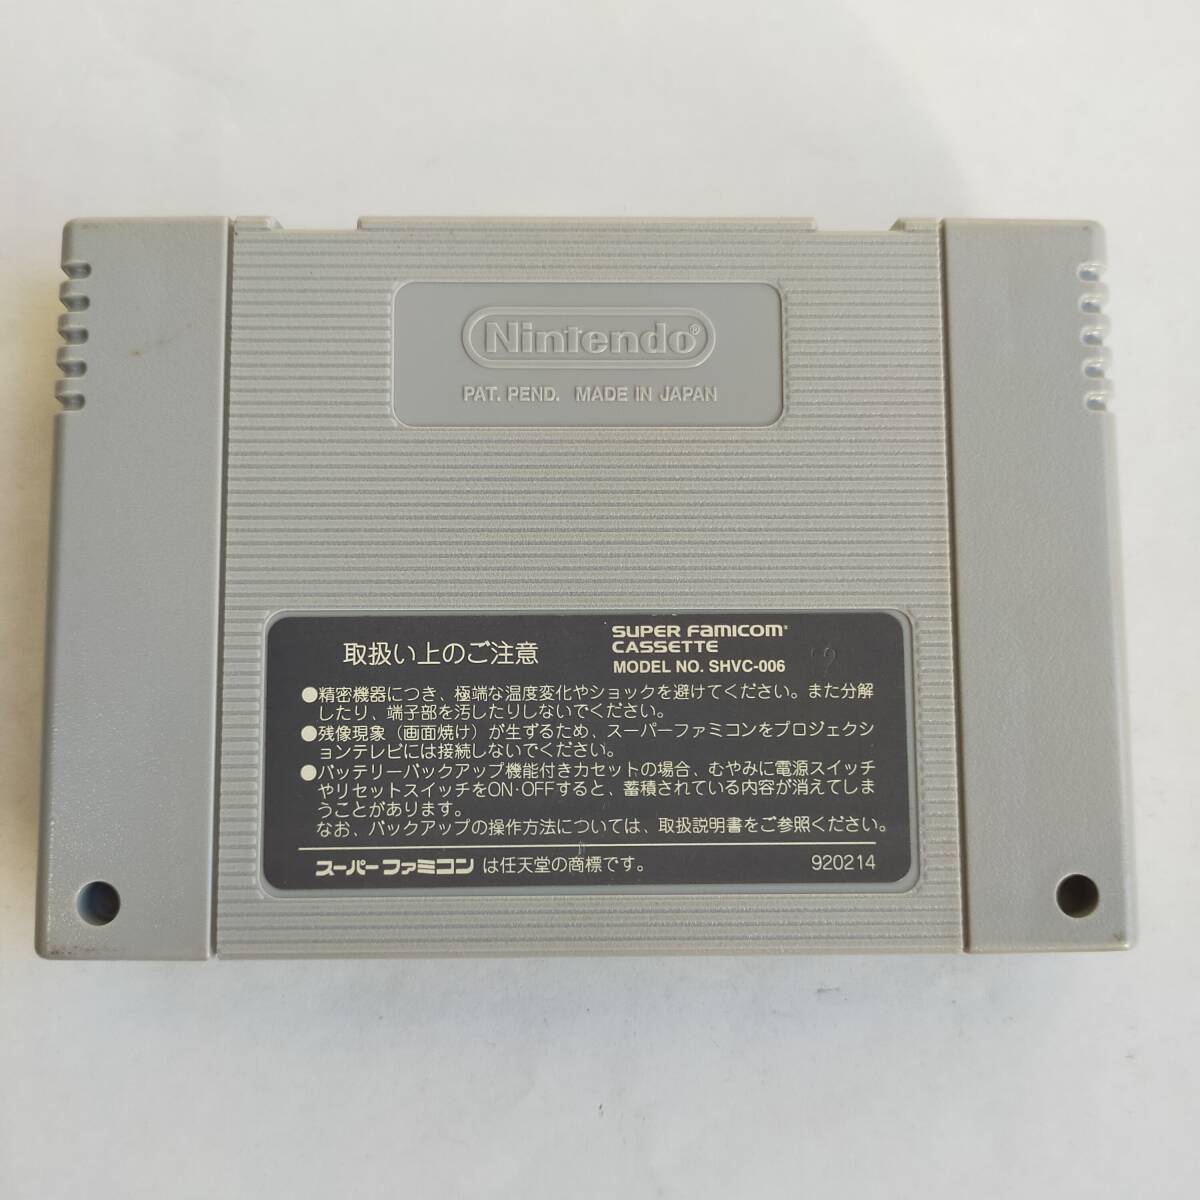 Nintendo®
PAT. PEND. MADE IN JAPAN
取扱い上のご注意
SUPER FAMICOM®
CASSETTE
MODEL NO. SHVC-006
●精密機器につき、極端な温度変化やショックを避けてください。また分解
したり、端子部を汚したりしないでください。
●残像現象（画面焼け）が生ずるため、スーパーファミコンをプロジェクシ
ョンテレビには接続しないでください。
●バッテリーバックアップ機能付きカセットの場合、むやみに電源スイッチ
やリセットスイッチをON・OFFすると、蓄積されている内容が消えてしま
うことがあります。
なお、バックアップの操作方法については、取扱説明書をご参照ください。
スーパーファミコン は任天堂の商標です。
920214